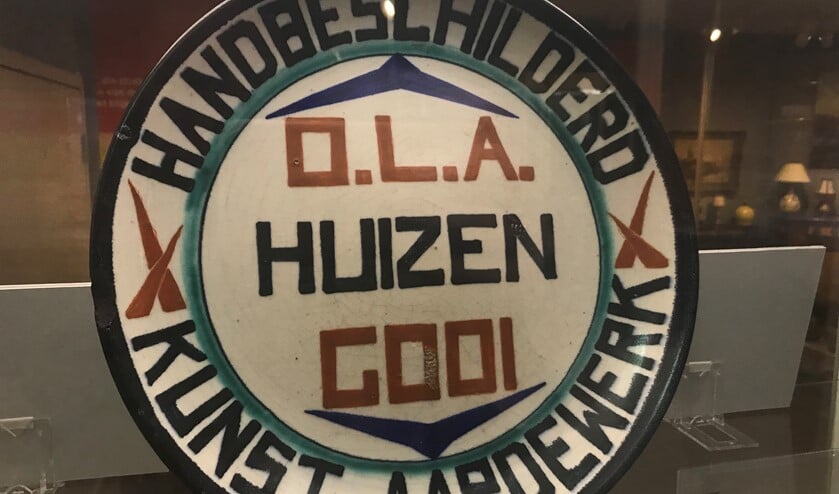 HANDBESCHILDERD
O.L.A.
HUIZEN
GOOI
KUNST AARDEWERK